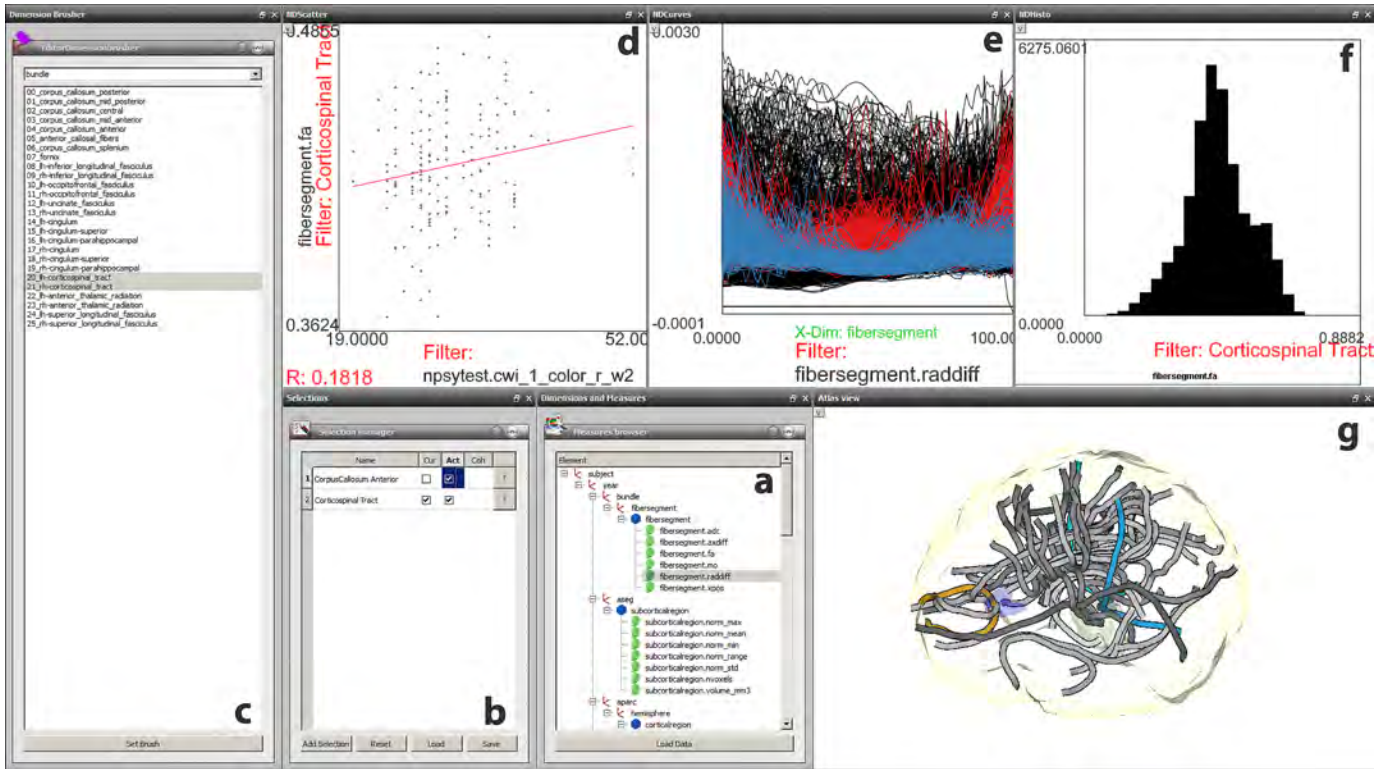 Dimension Brusher
EditorDimensionBrusher
bundle
00_corpus_callosum_posterior
01_corpus_callosum_mid_posterior
02_corpus_callosum_central
03_corpus_callosum_mid_anterior
04_corpus_callosum_anterior
05_anterior_callosal_fibers
06_corpus_callosum_splenium
07_fornix
08_lh-inferior_longitudinal_fasciculus
09_rh-inferior_longitudinal_fasciculus
10_lh-occipitofrontal_fasciculus
11_rh-occipitofrontal_fasciculus
12_lh-uncinate_fasciculus
13_rh-uncinate_fasciculus
14_lh-cingulum
15_lh-cingulum-superior
16_lh-cingulum-parahippocampal
17_rh-cingulum
18_rh-cingulum-superior
19_rh-cingulum-parahippocampal
20_lh-corticospinal_tract
21_rh-corticospinal_tract
22_lh-anterior_thalamic_radiation
23_rh-anterior_thalamic_radiation
24_lh-superior_longitudinal_fasciculus
25_rh-superior_longitudinal_fasciculus
c
Set Brush
NDScatter
0.4855
d
fibersegment.fa
Filter: Corticospinal Tract
0.3624
19.0000
52.00
Filter:
R: 0.1818
npsytest.cwi_1_color_r_w2
NDCurves
0.0030
e
-0.0001
0.0000
X-Dim: fibersegment
100.00
Filter:
fibersegment.raddiff
NDHisto
6275.0601
f
0.0000
0.0000
0.8882
Filter: Corticospinal Tract
fibersegment.fa
Selections
Selection manager
Name Cur Act Coh
1 CorpusCallosum Anterior
2 Corticospinal Tract
b
Add Selection Reset Load Save
Dimensions and Measures
Measures browser
Element
a
subject
year
bundle
fibersegment
fibersegment
fibersegment.adc
fibersegment.axdiff
fibersegment.fa
fibersegment.mo
fibersegment.raddiff
fibersegment.xpos
aseg
subcorticalregion
subcorticalregion.norm_max
subcorticalregion.norm_mean
subcorticalregion.norm_min
subcorticalregion.norm_range
subcorticalregion.norm_std
subcorticalregion.nvoxels
subcorticalregion.volume_mm3
aparc
hemisphere
corticalregion
Load Data
Atlas view
g